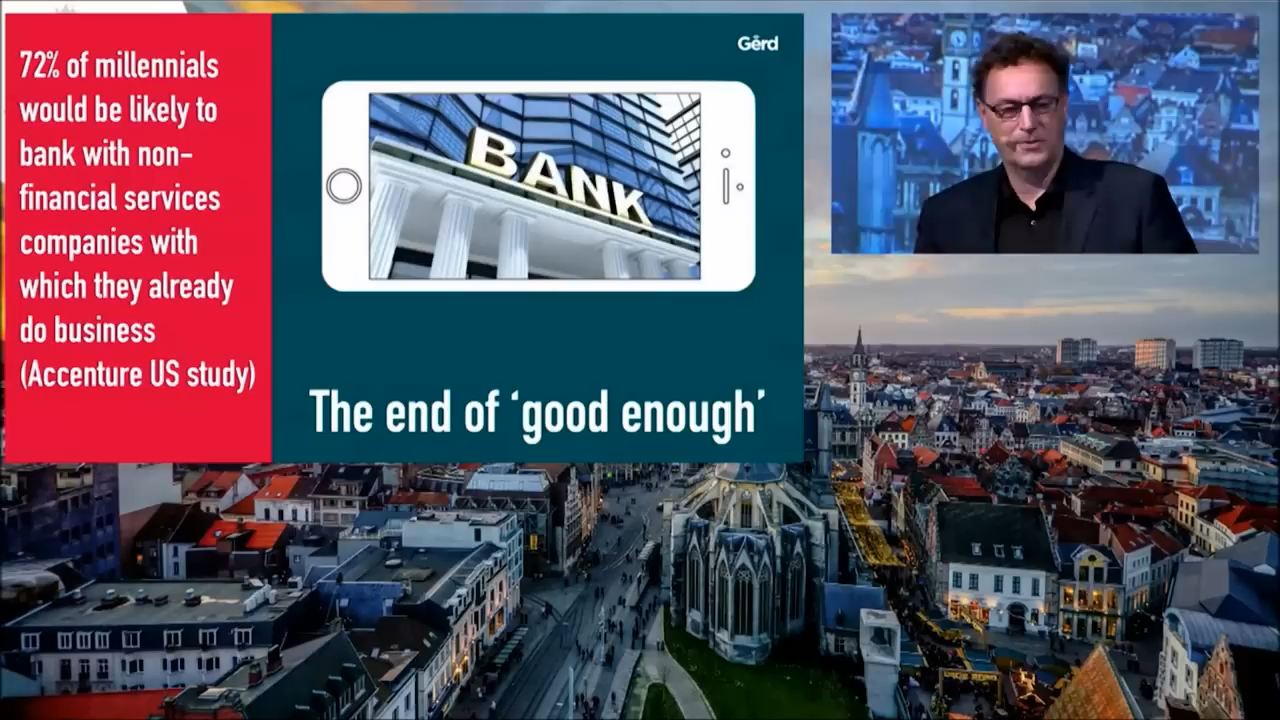 72% of millennials
would be likely to
bank with non-
financial services
companies with
which they already
do business
(Accenture US study)
Gerd
BANK
The end of 'good enough'